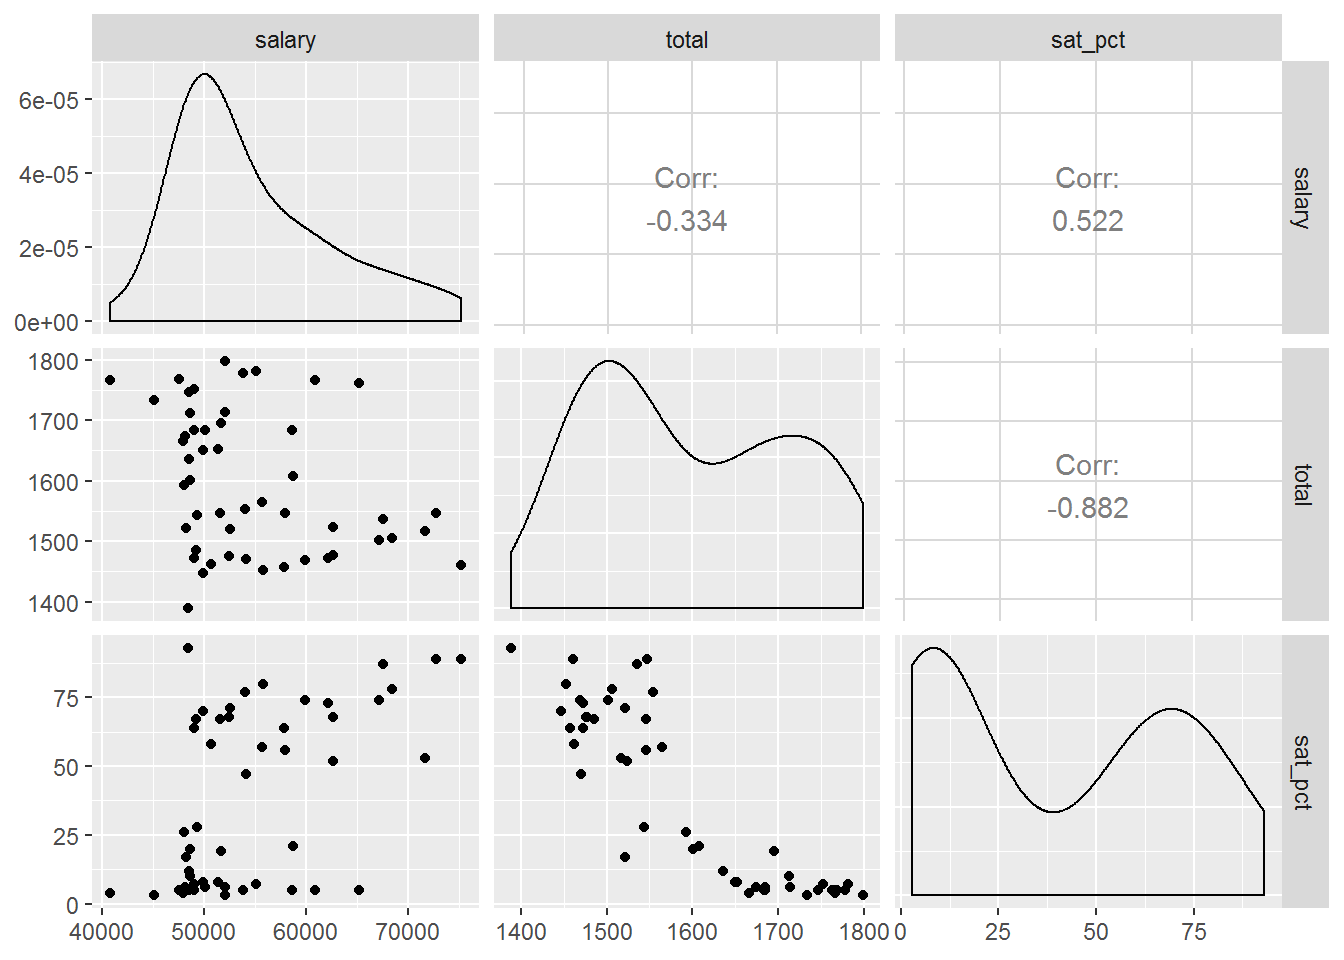 salary
total
sat_pct
6e-05
4e-05
2e-05
0e+00
Corr:
-0.334
Corr:
0.522
salary
1800
1700
1600
1500
1400
Corr:
-0.882
total
75
50
25
0
sat_pct
40000 50000 60000 70000
1400 1500 1600 1700 1800
0 25 50 75